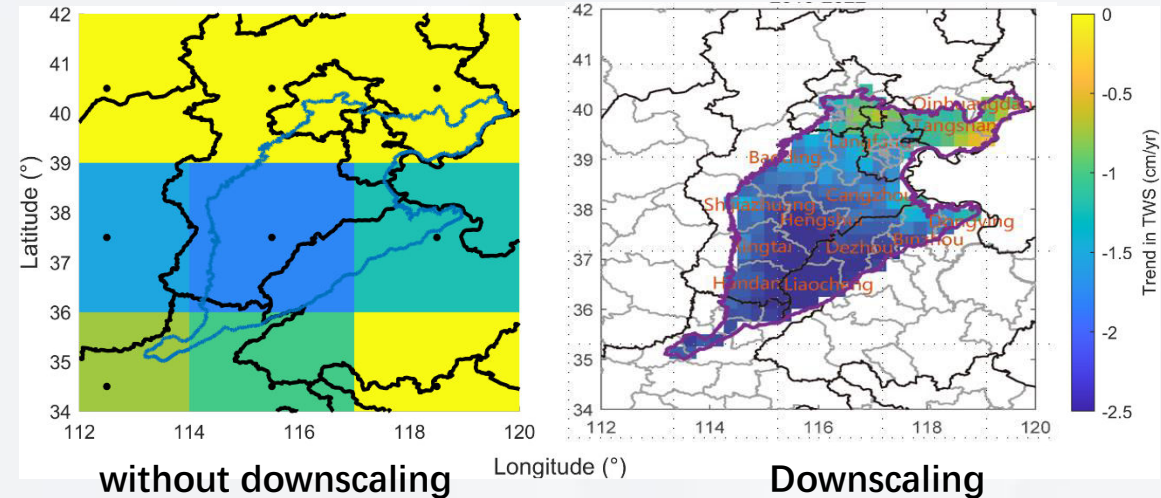 42
41
40
39
38
37
36
35
34
Latitude (°)
112
114
116
118
120
without downscaling
Longitude (°)
42
41
40
39
38
37
36
35
34
112
114
116
118
120
Qinhuangdao
Tangshan
Langfang
Baoding
Cangzhou
Shijiazhuang
Hengshui
Dongying
Binzhou
Xingtai
Dezhou
Handan
Liaocheng
Downscaling
0
-0.5
-1
-1.5
-2
-2.5
Trend in TWS (cm/yr)